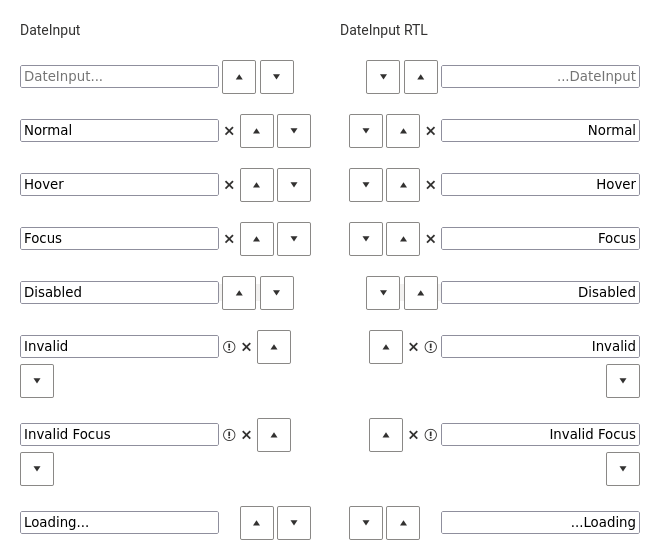 DateInput
DateInput RTL
DateInput...
...DateInput
Normal
Normal
Hover
Hover
Focus
Focus
Disabled
Disabled
Invalid
Invalid
Invalid Focus
Invalid Focus
Loading...
...Loading